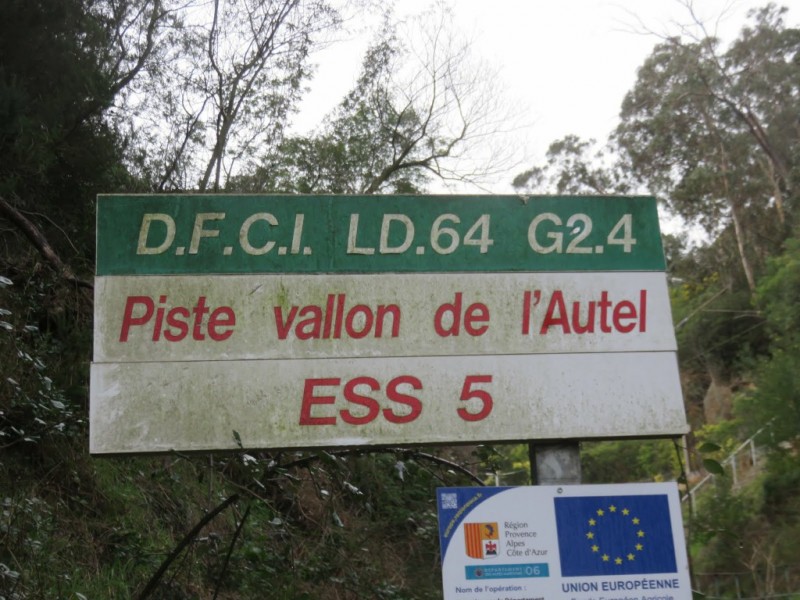 D.F.C.I. LD.64 G2.4
Piste vallon de l'Autel
ESS 5
Région
Provence
Alpes
Côte d'Azur
06
Nom de l'opération :
UNION EUROPÉENNE